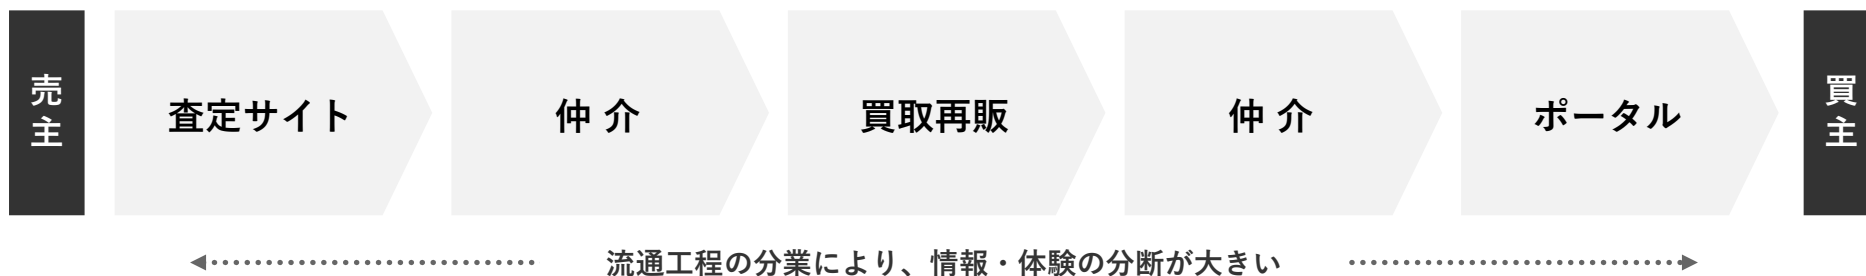 売主
査定サイト
仲 介
買取再販
仲 介
ポータル
買主
流通工程の分業により、情報・体験の分断が大きい